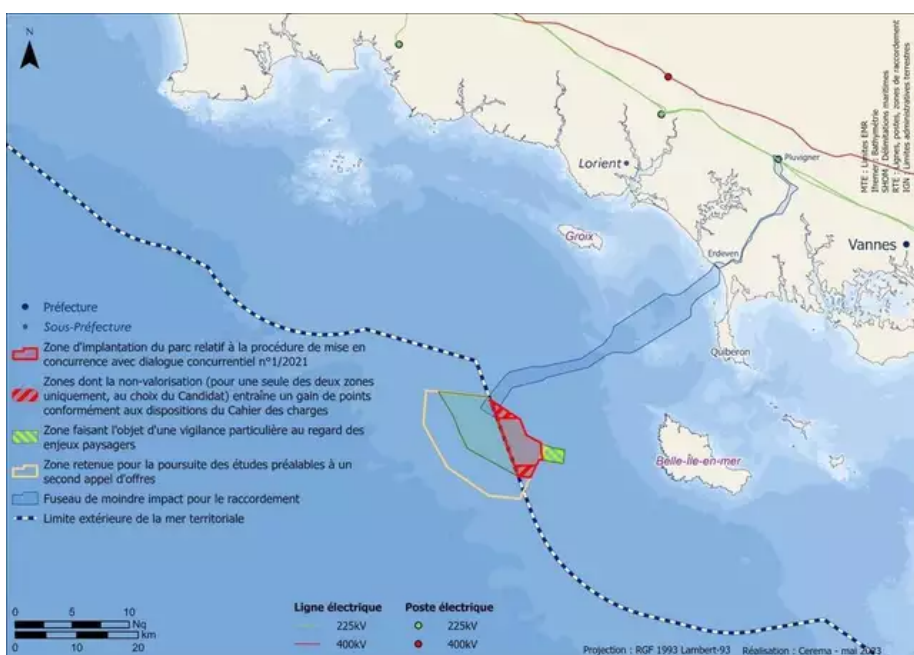 N
MTE : Limites EMR
Ifremer : Bathymétrie
SHOM : Délimitations maritimes
RTE : Lignes, postes, zones de raccordement
IGN : Limites administratives terrestres
Pluvigner
Lorient
Groix
Vannes
Erdeven
Quiberon
Belle-Île-en-mer
Préfecture
Sous-Préfecture
Zone d'implantation du parc relatif à la procédure de mise en
concurrence avec dialogue concurrentiel n°1/2021
Zones dont la non-valorisation (pour une seule des deux zones
uniquement, au choix du Candidat) entraîne un gain de points
conformément aux dispositions du Cahier des charges
Zone faisant l'objet d'une vigilance particulière au regard des
enjeux paysagers
Zone retenue pour la poursuite des études préalables à un
second appel d'offres
Fuseau de moindre impact pour le raccordement
Limite extérieure de la mer territoriale
0 5 10
Nq
km
0 10 20
Ligne électrique
225kV
400kV
Poste électrique
225kV
400kV
Projection : RGF 1993 Lambert-93 Réalisation : Cerema - mai 2023